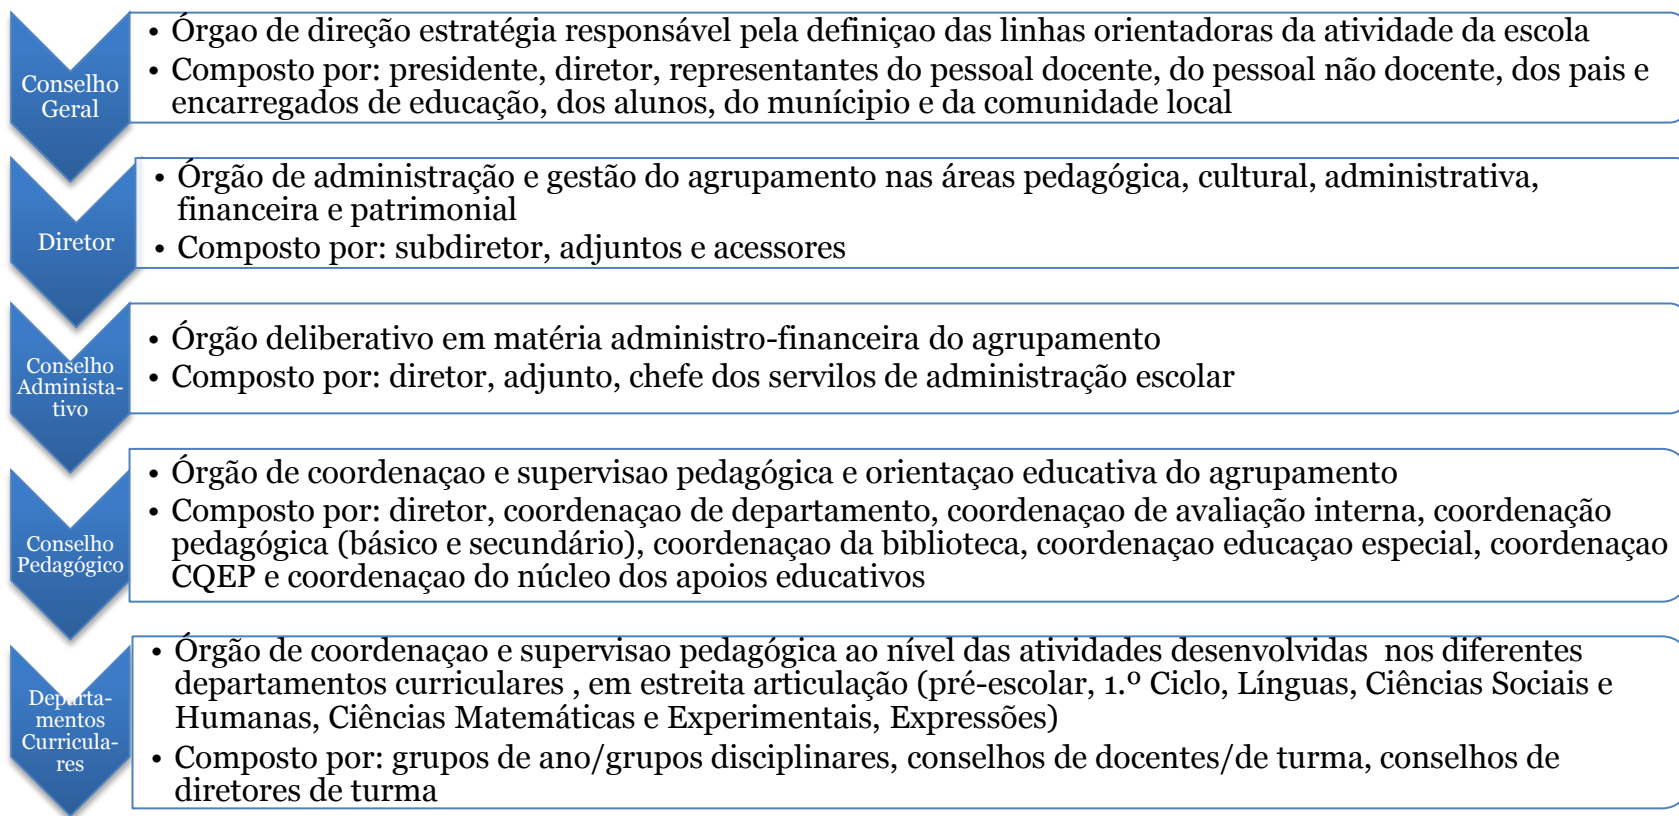 Conselho
Geral
• Órgao de direção estratégia responsável pela definiçao das linhas orientadoras da atividade da escola
• Composto por: presidente, diretor, representantes do pessoal docente, do pessoal não docente, dos pais e
encarregados de educação, dos alunos, do munícipio e da comunidade local
Diretor
• Órgão de administração e gestão do agrupamento nas áreas pedagógica, cultural, administrativa,
financeira e patrimonial
• Composto por: subdiretor, adjuntos e acessores
Conselho
Administa-
tivo
• Órgão deliberativo em matéria administro-financeira do agrupamento
• Composto por: diretor, adjunto, chefe dos servilos de administração escolar
Conselho
Pedagógico
• Órgão de coordenaçao e supervisao pedagógica e orientaçao educativa do agrupamento
• Composto por: diretor, coordenaçao de departamento, coordenaçao de avaliação interna, coordenação
pedagógica (básico e secundário), coordenaçao da biblioteca, coordenaçao educaçao especial, coordenaçao
CQEP e coordenaçao do núcleo dos apoios educativos
Departa-
mentos
Curricula-
res
• Órgão de coordenaçao e supervisao pedagógica ao nível das atividades desenvolvidas  nos diferentes
departamentos curriculares , em estreita articulação (pré-escolar, 1.º Ciclo, Línguas, Ciências Sociais e
Humanas, Ciências Matemáticas e Experimentais, Expressões)
• Composto por: grupos de ano/grupos disciplinares, conselhos de docentes/de turma, conselhos de
diretores de turma